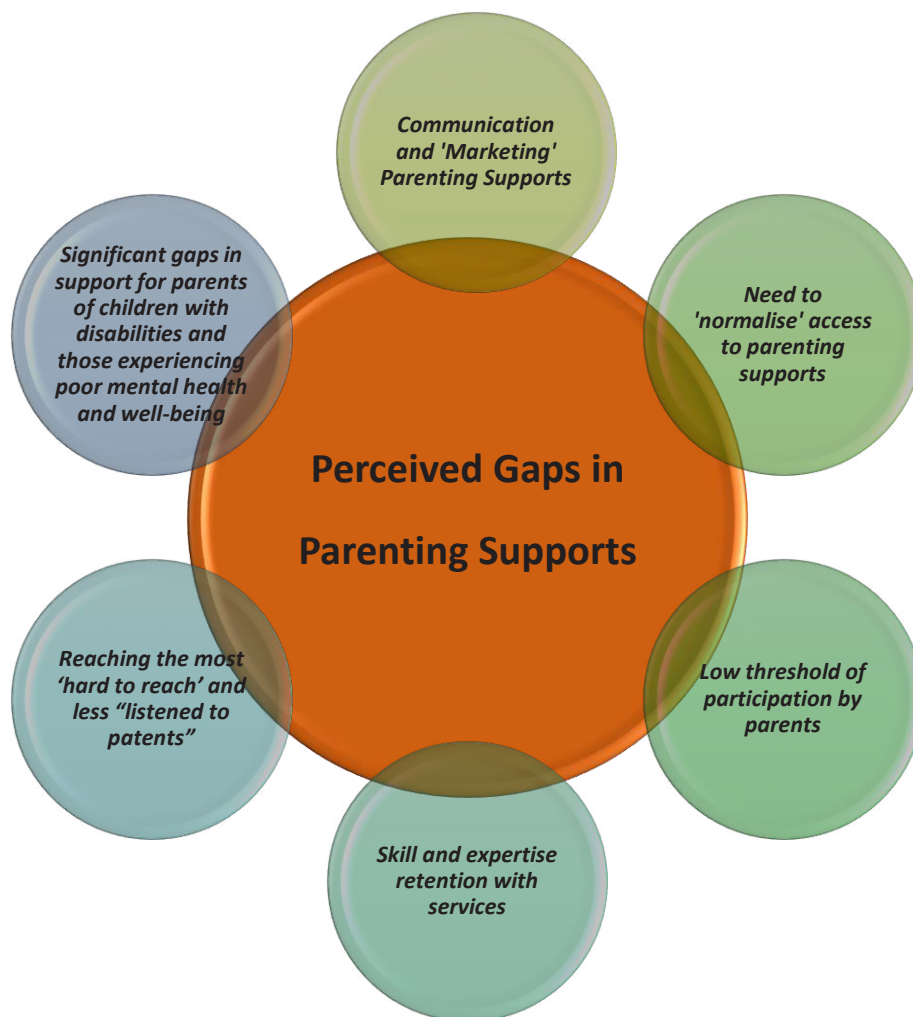 Communication
and 'Marketing'
Parenting Supports
Significant gaps in
support for parents
of children with
disabilities and
those experiencing
poor mental health
and well-being
Need to
'normalise' access
to parenting
supports
Perceived Gaps in
Parenting Supports
Reaching the most
‘hard to reach’ and
less “listened to
patents”
Low threshold of
participation by
parents
Skill and expertise
retention with
services